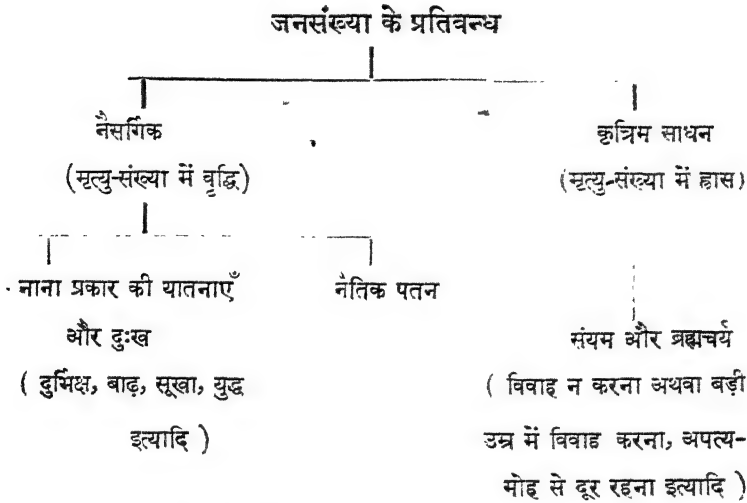 जनसंख्या के प्रतिबन्ध
नैसर्गिक
(मृत्यु-संख्या में वृद्धि)
कृत्रिम साधन
(मृत्यु-संख्या में ह्रास)
नाना प्रकार की यातनाएँ
और दुःख
( दुर्भिक्ष, बाढ़, सूखा, युद्ध
इत्यादि )
नैतिक पतन
संयम और ब्रह्मचर्य
( विवाह न करना अथवा बड़ी
उम्र में विवाह करना, अपत्य-
मोह से दूर रहना इत्यादि )